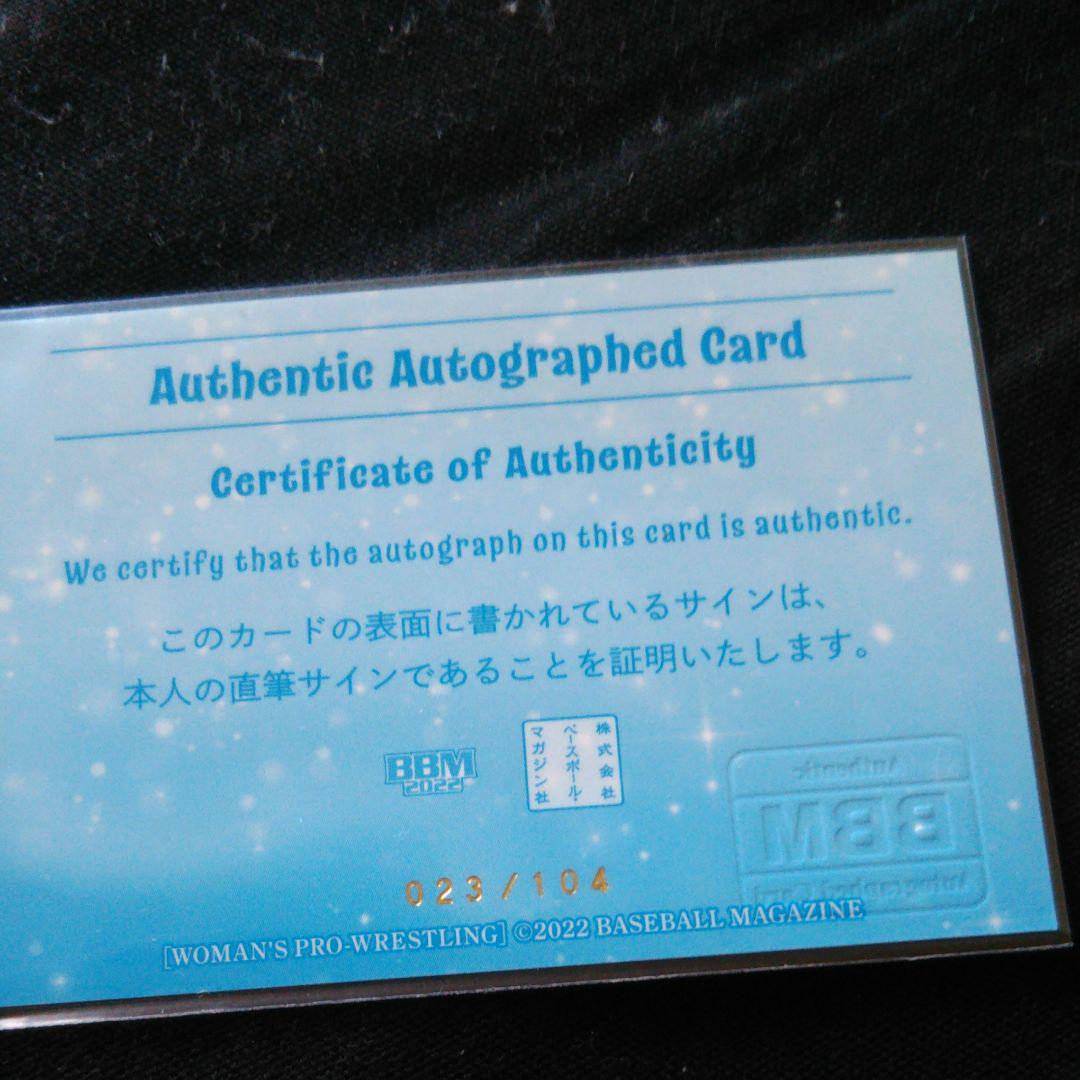 Authentic Autographed Card
Certificate of Authenticity
We certify that the autograph on this card is authentic.
このカードの表面に書かれているサインは、
本人の直筆サインであることを証明いたします。
BBM
2022
株式会社
ベースボール・
マガジン社
Authentic
BBM
Autographed Card
023/104
[WOMAN'S PRO-WRESTLING] ©2022 BASEBALL MAGAZINE